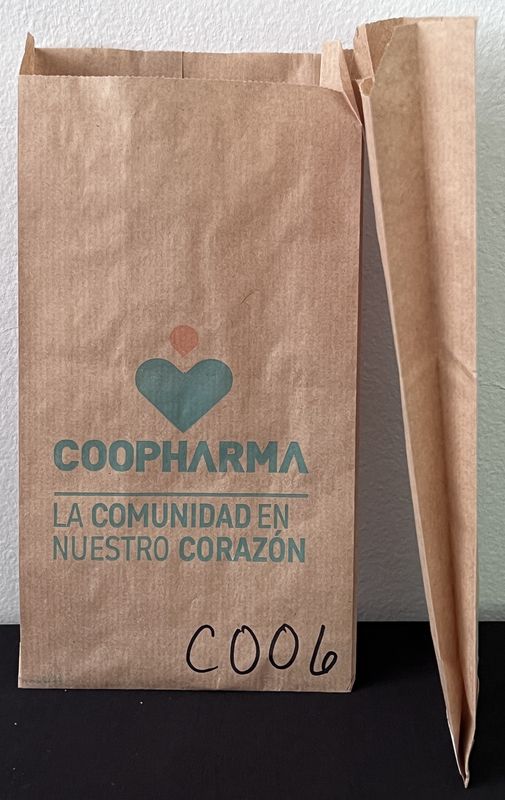 COOPHARMA
LA COMUNIDAD EN
NUESTRO CORAZÓN
C006